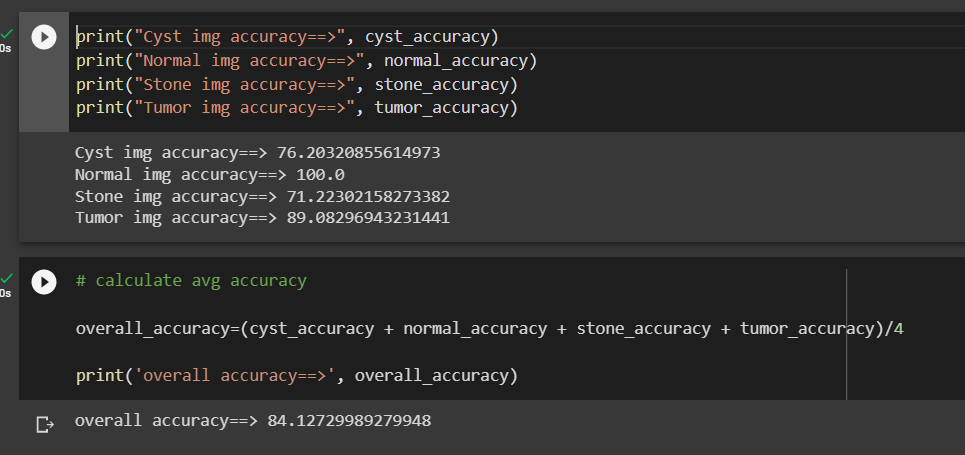 0s
print("Cyst img accuracy==>", cyst_accuracy)
print("Normal img accuracy==>", normal_accuracy)
print("Stone img accuracy==>", stone_accuracy)
print("Tumor img accuracy==>", tumor_accuracy)
Cyst img accuracy==> 76.20320855614973
Normal img accuracy==> 100.0
Stone img accuracy==> 71.22302158273382
Tumor img accuracy==> 89.08296943231441
0s
# calculate avg accuracy
overall_accuracy=(cyst_accuracy + normal_accuracy + stone_accuracy + tumor_accuracy)/4
print('overall accuracy==>', overall_accuracy)
overall accuracy==> 84.12729989279948